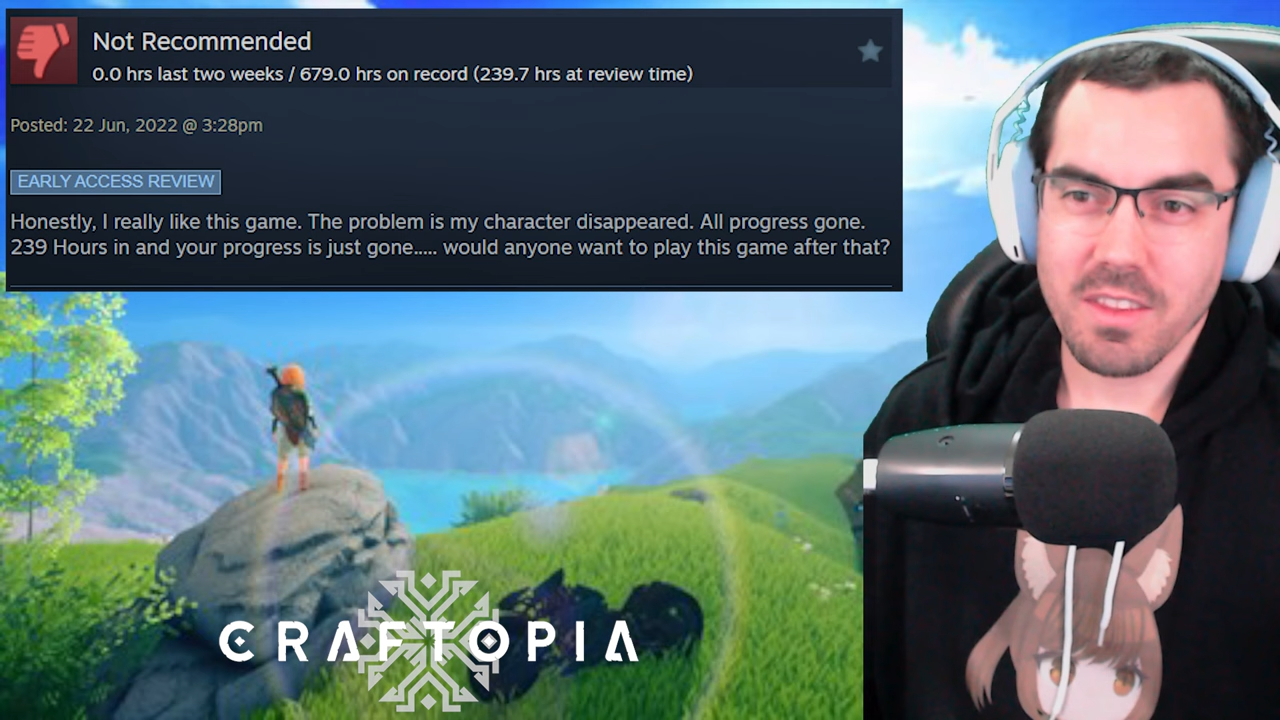 Not Recommended
0.0 hrs last two weeks / 679.0 hrs on record (239.7 hrs at review time)
Posted: 22 Jun, 2022 @ 3:28pm
EARLY ACCESS REVIEW
Honestly, I really like this game. The problem is my character disappeared. All progress gone.
239 Hours in and your progress is just gone..... would anyone want to play this game after that?
CRAFTOPIA